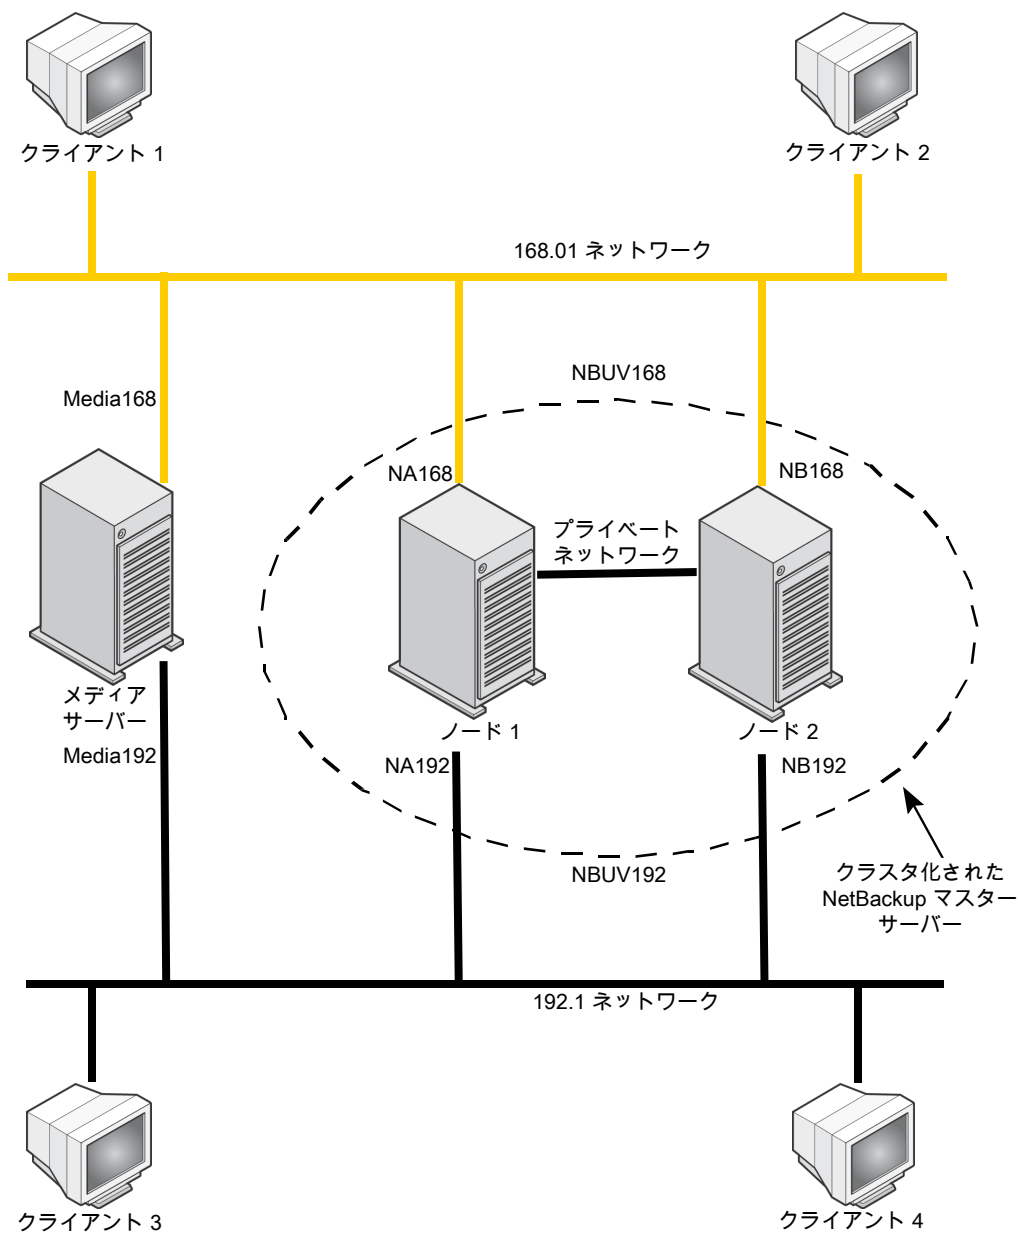 クライアント 1
クライアント 2
168.01 ネットワーク
NBUV168
Media168
NA168
NB168
プライベート
ネットワーク
メディア
サーバー
ノード 1
ノード 2
Media192
NA192
NB192
NBUV192
クラスタ化された
NetBackup マスター
サーバー
192.1 ネットワーク
クライアント 3
クライアント 4